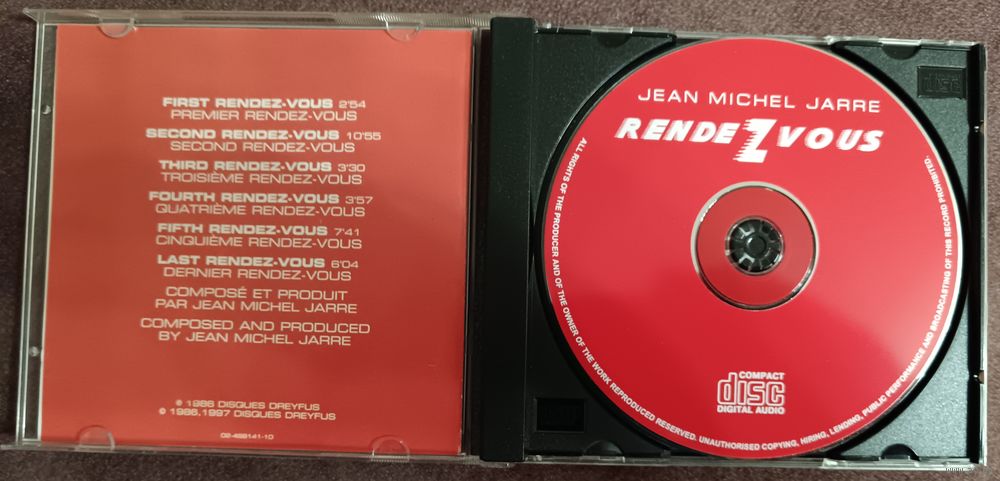 FIRST RENDEZ-VOUS 2'54
PREMIER RENDEZ-VOUS
SECOND RENDEZ-VOUS 10'55
SECOND RENDEZ-VOUS
THIRD RENDEZ-VOUS 3'30
TROISIÈME RENDEZ-VOUS
FOURTH RENDEZ-VOUS 3'57
QUATRIÈME RENDEZ-VOUS
FIFTH RENDEZ-VOUS 7'41
CINQUIÈME RENDEZ-VOUS
LAST RENDEZ-VOUS 6'04
DERNIER RENDEZ-VOUS
COMPOSÉ ET PRODUIT
PAR JEAN MICHEL JARRE
COMPOSED AND PRODUCED
BY JEAN MICHEL JARRE
℗ 1986 DISQUES DREYFUS
© 1986,1997 DISQUES DREYFUS
JEAN MICHEL JARRE
RENDEZVOUS
ALL RIGHTS OF THE PRODUCER AND OF THE OWNER OF THE WORK REPRODUCED RESERVED. UNAUTHORISED COPYING, HIRING, LENDING, PUBLIC PERFORMANCE AND BROADCASTING OF THIS RECORD PROHIBITED.
COMPACT
disc
DIGITAL AUDIO